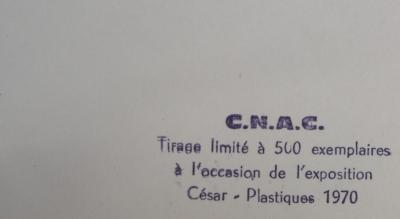 C.N.A.C.
Tirage limité à 500 exemplaires
à l'occasion de l'exposition
César - Plastiques 1970